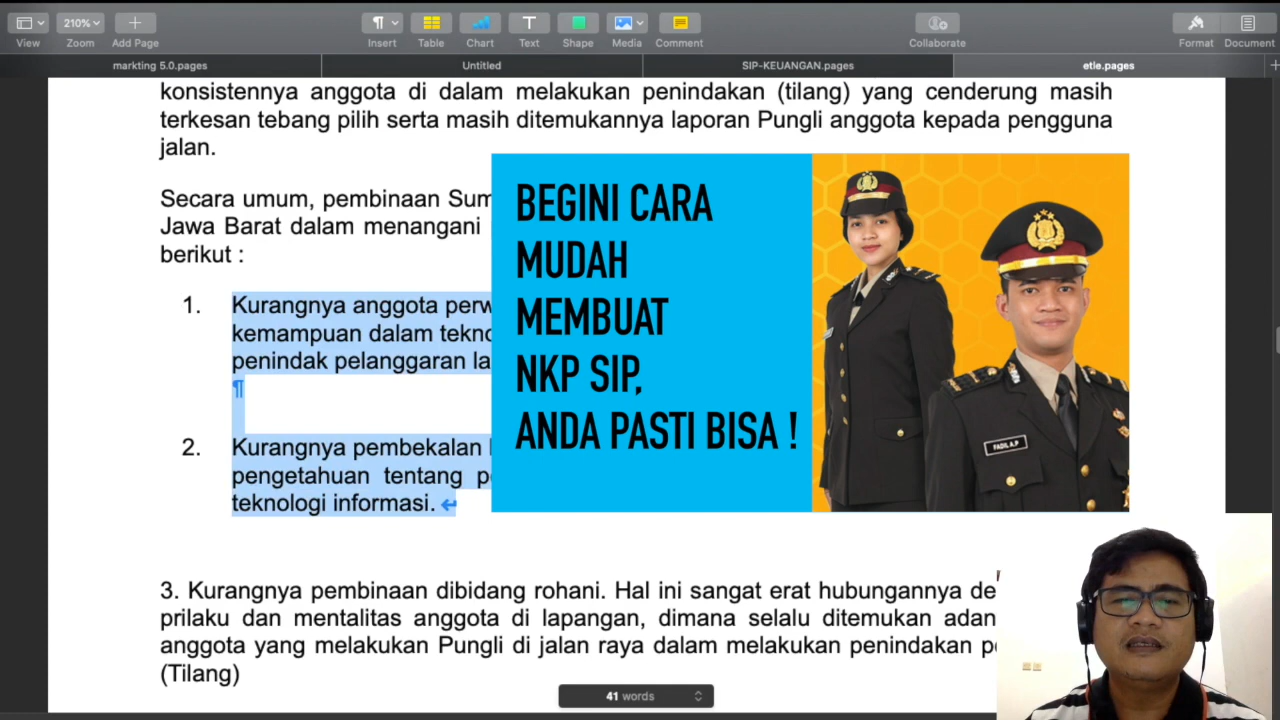 210%
View
Zoom
Add Page
Insert
Table
Chart
Text
Shape
Media
Comment
Collaborate
Format
Document
markting 5.0.pages
Untitled
SIP-KEUANGAN.pages
etle.pages
konsistennya anggota di dalam melakukan penindakan (tilang) yang cenderung masih
terkesan tebang pilih serta masih ditemukannya laporan Pungli anggota kepada pengguna
jalan.
Secara umum, pembinaan Sum
Jawa Barat dalam menangani
berikut :
1. Kurangnya anggota perw
kemampuan dalam tekno
penindak pelanggaran la
¶
2. Kurangnya pembekalan
pengetahuan tentang pe
teknologi informasi.
BEGINI CARA
MUDAH
MEMBUAT
NKP SIP,
ANDA PASTI BISA !
FADIL A.P
3. Kurangnya pembinaan dibidang rohani. Hal ini sangat erat hubungannya de
prilaku dan mentalitas anggota di lapangan, dimana selalu ditemukan adan
anggota yang melakukan Pungli di jalan raya dalam melakukan penindakan pe
(Tilang)
41 words